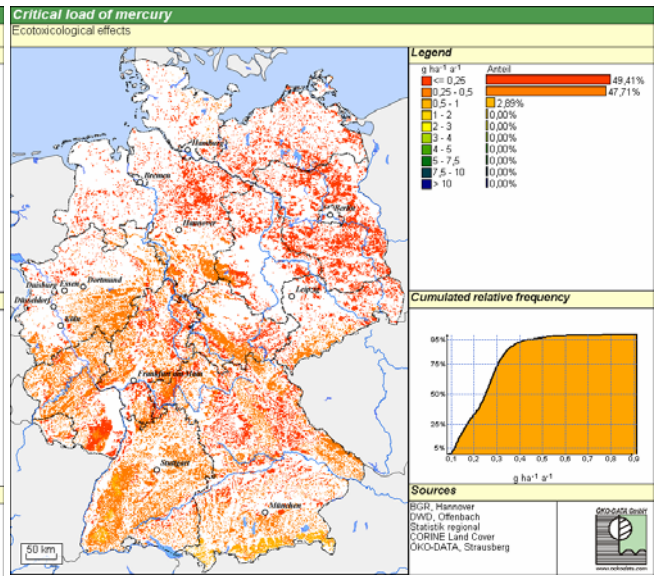 Critical load of mercury
Ecotoxicological effects
Hamburg
Bremen
Berlin
Hannover
Duisburg
Essen
Dortmund
Düsseldorf
Leipzig
Köln
Frankfurt am Main
Stuttgart
München
50 km
Legend
g ha⁻¹ a⁻¹ Anteil
<= 0,25 49,41%
0,25 - 0,5 47,71%
0,5 - 1 2,89%
1 - 2 0,00%
2 - 3 0,00%
3 - 4 0,00%
4 - 5 0,00%
5 - 7,5 0,00%
7,5 - 10 0,00%
> 10 0,00%
Cumulated relative frequency
95%
75%
50%
25%
5%
0,1 0,2 0,3 0,4 0,5 0,6 0,7 0,8 0,9
g ha⁻¹ a⁻¹
Sources
BGR, Hannover
DWD, Offenbach
Statistik regional
CORINE Land Cover
ÖKO-DATA, Strausberg
ÖKO-DATA GmbH
www.oekodata.com